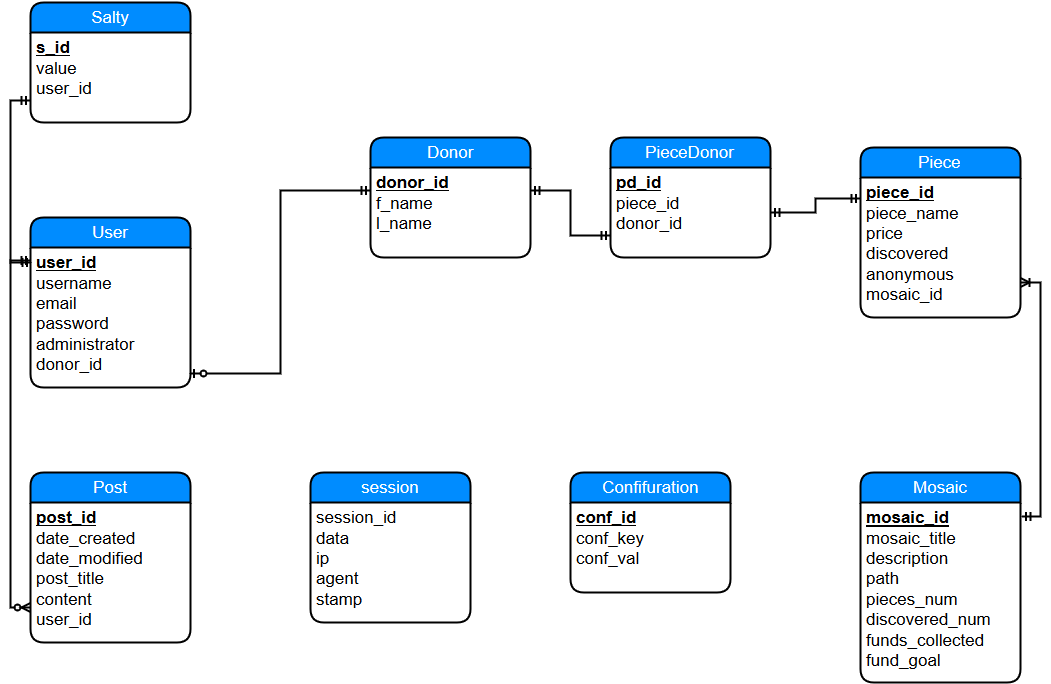 Salty
s_id
value
user_id
User
user_id
username
email
password
administrator
donor_id
Donor
donor_id
f_name
l_name
PieceDonor
pd_id
piece_id
donor_id
Piece
piece_id
piece_name
price
discovered
anonymous
mosaic_id
Post
post_id
date_created
date_modified
post_title
content
user_id
session
session_id
data
ip
agent
stamp
Confifuration
conf_id
conf_key
conf_val
Mosaic
mosaic_id
mosaic_title
description
path
pieces_num
discovered_num
funds_collected
fund_goal